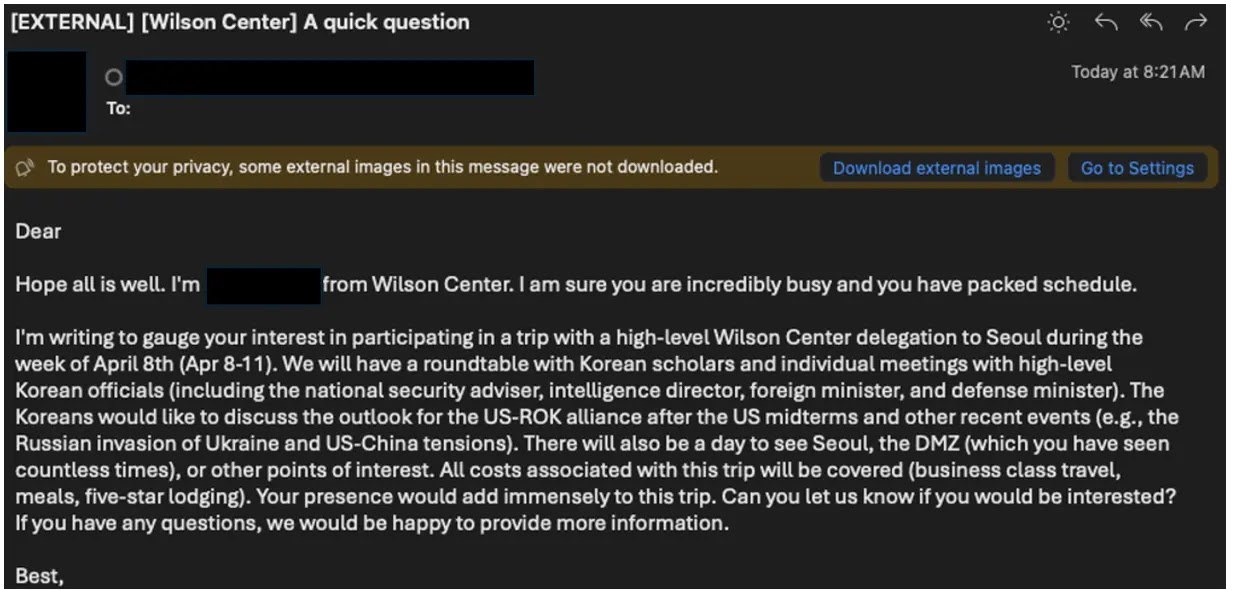 [EXTERNAL] [Wilson Center] A quick question
Today at 8:21AM
To:
To protect your privacy, some external images in this message were not downloaded.
Download external images
Go to Settings
Dear
Hope all is well. I'm from Wilson Center. I am sure you are incredibly busy and you have packed schedule.
I'm writing to gauge your interest in participating in a trip with a high-level Wilson Center delegation to Seoul during the
week of April 8th (Apr 8-11). We will have a roundtable with Korean scholars and individual meetings with high-level
Korean officials (including the national security adviser, intelligence director, foreign minister, and defense minister). The
Koreans would like to discuss the outlook for the US-ROK alliance after the US midterms and other recent events (e.g., the
Russian invasion of Ukraine and US-China tensions). There will also be a day to see Seoul, the DMZ (which you have seen
countless times), or other points of interest. All costs associated with this trip will be covered (business class travel,
meals, five-star lodging). Your presence would add immensely to this trip. Can you let us know if you would be interested?
If you have any questions, we would be happy to provide more information.
Best,